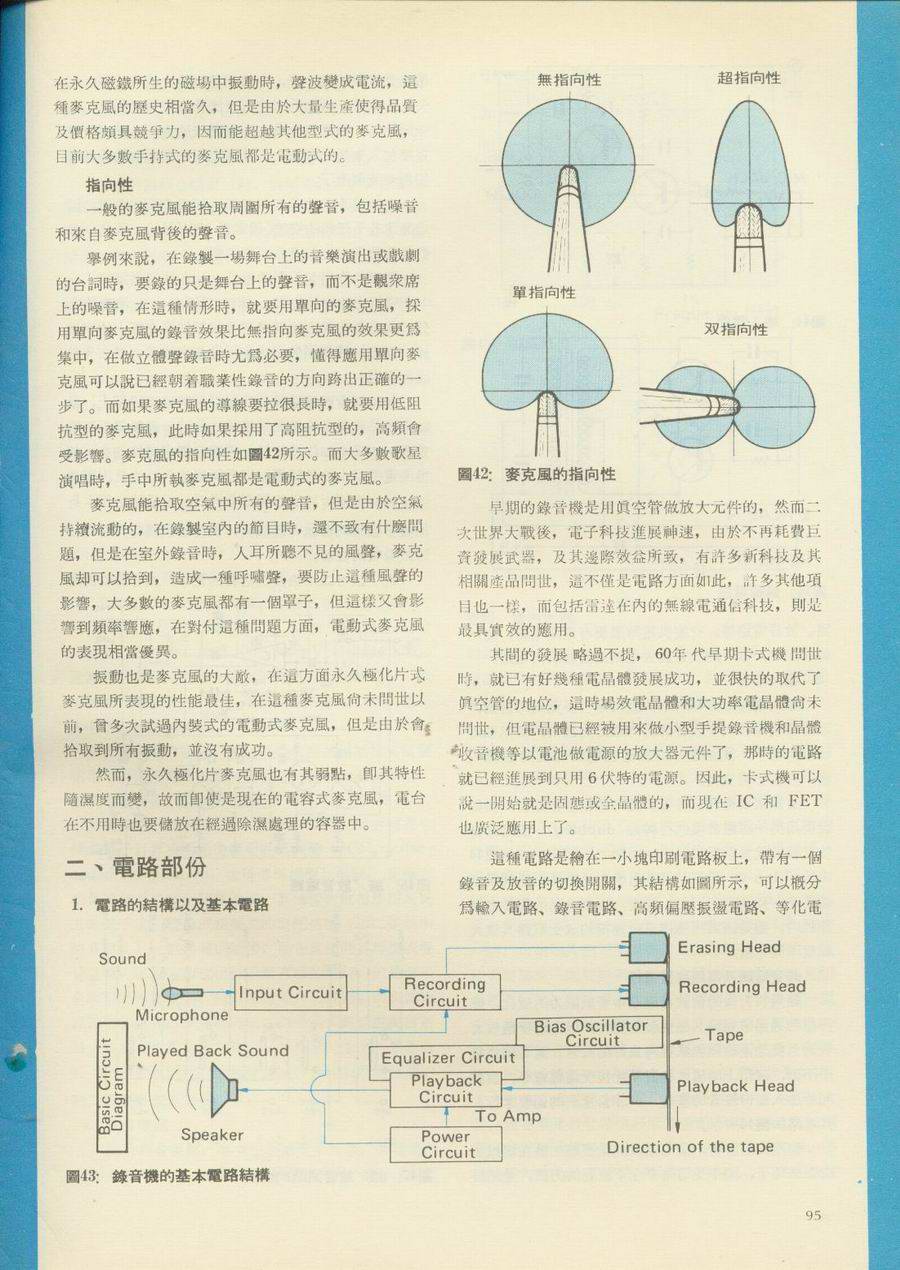 在永久磁鐵所生的磁場中振動時，聲波變成電流，這
種麥克風的歷史相當久，但是由於大量生產使得品質
及價格頗具競爭力，因而能超越其他型式的麥克風，
目前大多數手持式的麥克風都是電動式的。
指向性
一般的麥克風能拾取周圍所有的聲音，包括噪音
和來自麥克風背後的聲音。
舉例來說，在錄製一場舞台上的音樂演出或戲劇
的台詞時，要錄的只是舞台上的聲音，而不是觀衆席
上的噪音，在這種情形時，就要用單向的麥克風，採
用單向麥克風的錄音效果比無指向麥克風的效果更爲
集中，在做立體聲錄音時尤爲必要，懂得應用單向麥
克風可以說已經朝着職業性錄音的方向跨出正確的一
步了。而如果麥克風的導線要拉很長時，就要用低阻
抗型的麥克風，此時如果採用了高阻抗型的，高頻會
受影響。麥克風的指向性如圖42所示。而大多數歌星
演唱時，手中所執麥克風都是電動式的麥克風。
麥克風能拾取空氣中所有的聲音，但是由於空氣
持續流動的，在錄製室內的節目時，還不致有什麼問
題，但是在室外錄音時，人耳所聽不見的風聲，麥克
風却可以拾到，造成一種呼嘯聲，要防止這種風聲的
影響，大多數的麥克風都有一個罩子，但這樣又會影
響到頻率響應，在對付這種問題方面，電動式麥克風
的表現相當優異。
振動也是麥克風的大敵，在這方面永久極化片式
麥克風所表現的性能最佳，在這種麥克風尙未問世以
前，曾多次試過內裝式的電動式麥克風，但是由於會
拾取到所有振動，並沒有成功。
然而，永久極化片麥克風也有其弱點，卽其特性
隨濕度而變，故而卽使是現在的電容式麥克風，電台
在不用時也要儲放在經過除濕處理的容器中。
二、電路部份
1. 電路的結構以及基本電路
無指向性
超指向性
單指向性
双指向性
圖42: 麥克風的指向性
早期的錄音機是用眞空管做放大元件的，然而二
次世界大戰後，電子科技進展神速，由於不再耗費巨
資發展武器，及其邊際效益所致，有許多新科技及其
相關產品問世，這不僅是電路方面如此，許多其他項
目也一樣，而包括雷達在內的無線電通信科技，則是
最具實效的應用。
其間的發展略過不提，60年代早期卡式機問世
時，就已有好幾種電晶體發展成功，並很快的取代了
眞空管的地位，這時場效電晶體和大功率電晶體尙未
問世，但電晶體已經被用來做小型手提錄音機和晶體
收音機等以電池做電源的放大器元件了，那時的電路
就已經進展到只用6伏特的電源。因此，卡式機可以
說一開始就是固態或全晶體的，而現在 IC 和 FET
也廣泛應用上了。
這種電路是繪在一小塊印刷電路板上，帶有一個
錄音及放音的切換開關，其結構如圖所示，可以槪分
爲輸入電路、錄音電路、高頻偏壓振盪電路、等化電
Sound
Microphone
Input Circuit
Recording
Circuit
Erasing Head
Recording Head
Bias Oscillator
Circuit
Tape
Basic Circuit
Diagram
Played Back Sound
Speaker
Equalizer Circuit
Playback
Circuit
Playback Head
To Amp
Power
Circuit
Direction of the tape
圖43: 錄音機的基本電路結構
95